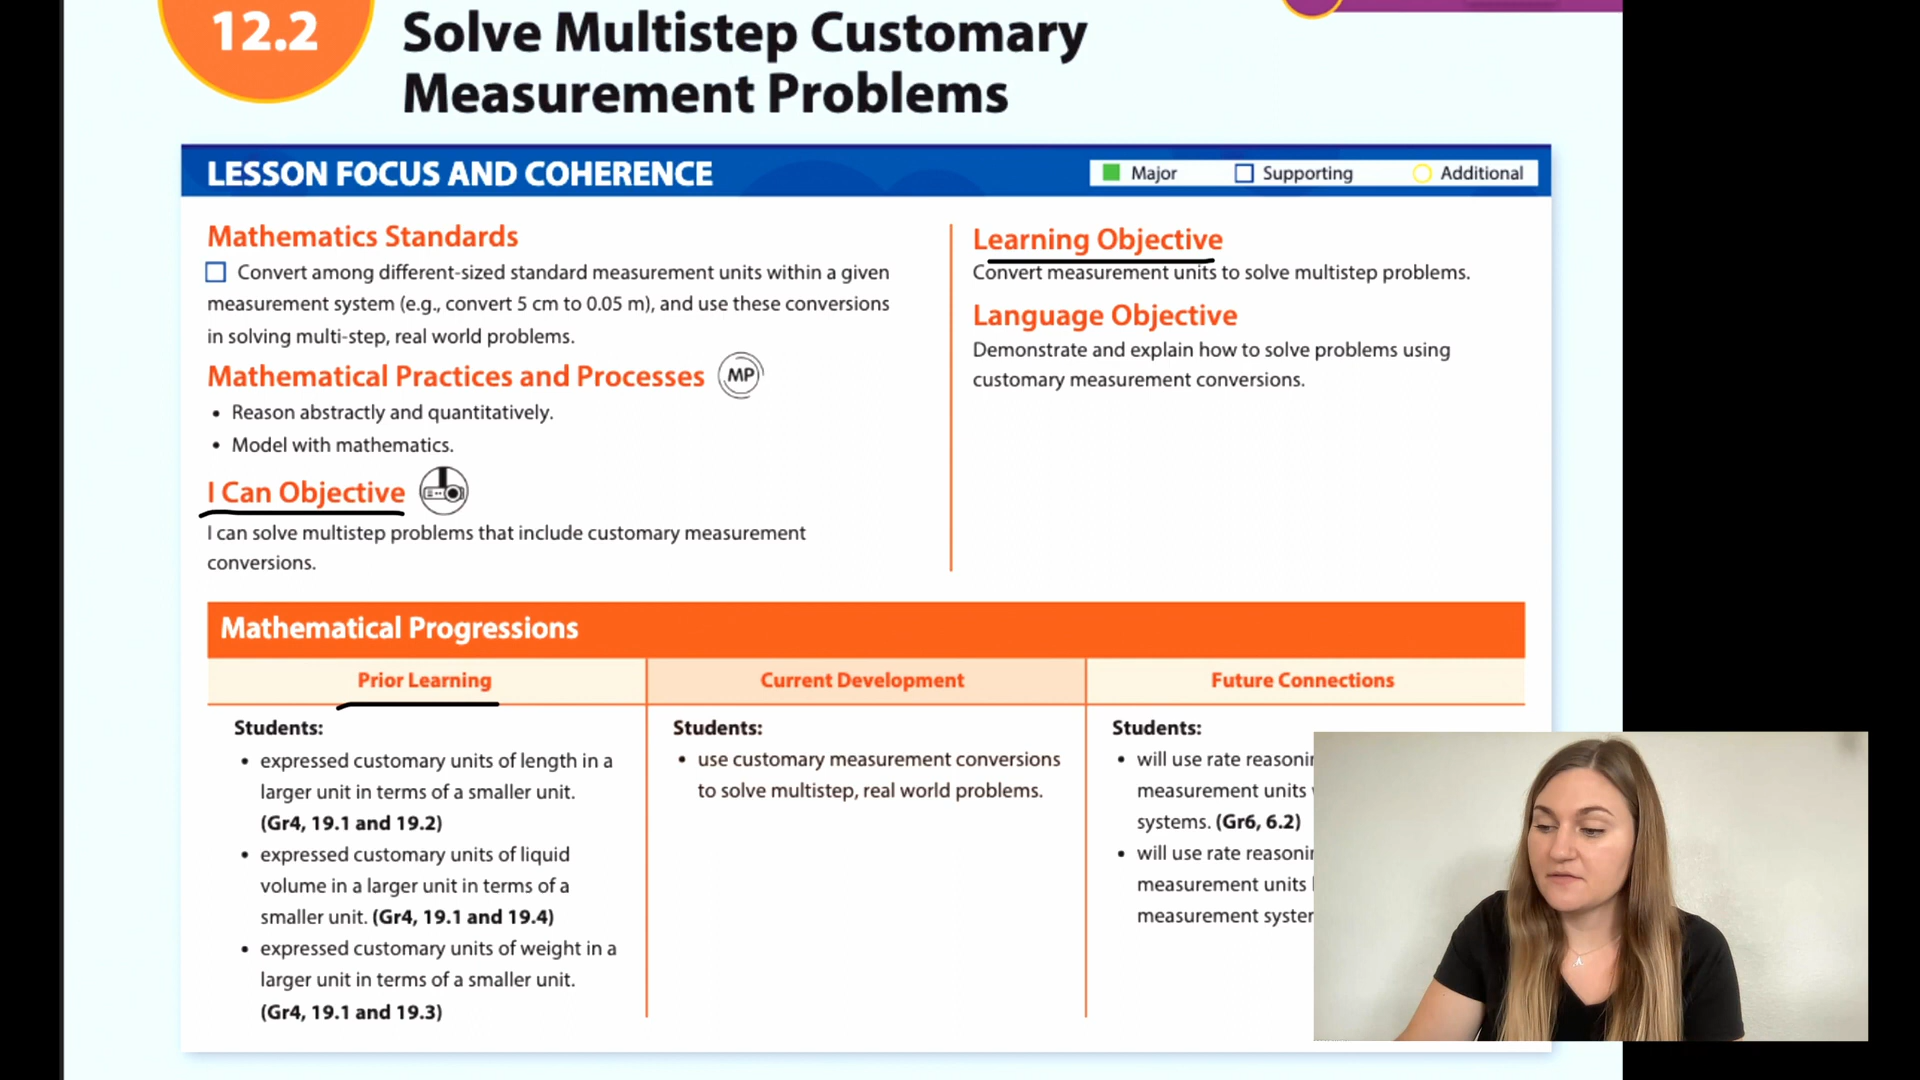 12.2
Solve Multistep Customary
Measurement Problems
LESSON FOCUS AND COHERENCE
Major
Supporting
Additional
Mathematics Standards
Convert among different-sized standard measurement units within a given
measurement system (e.g., convert 5 cm to 0.05 m), and use these conversions
in solving multi-step, real world problems.
Mathematical Practices and Processes
MP
• Reason abstractly and quantitatively.
• Model with mathematics.
I Can Objective
I can solve multistep problems that include customary measurement
conversions.
Learning Objective
Convert measurement units to solve multistep problems.
Language Objective
Demonstrate and explain how to solve problems using
customary measurement conversions.
Mathematical Progressions
Prior Learning
Students:
• expressed customary units of length in a
larger unit in terms of a smaller unit.
(Gr4, 19.1 and 19.2)
• expressed customary units of liquid
volume in a larger unit in terms of a
smaller unit. (Gr4, 19.1 and 19.4)
• expressed customary units of weight in a
larger unit in terms of a smaller unit.
(Gr4, 19.1 and 19.3)
Current Development
Students:
• use customary measurement conversions
to solve multistep, real world problems.
Future Connections
Students:
• will use rate
measurement units
systems. (Gr6, 6.2)
• will use rate
measurement units
measurement